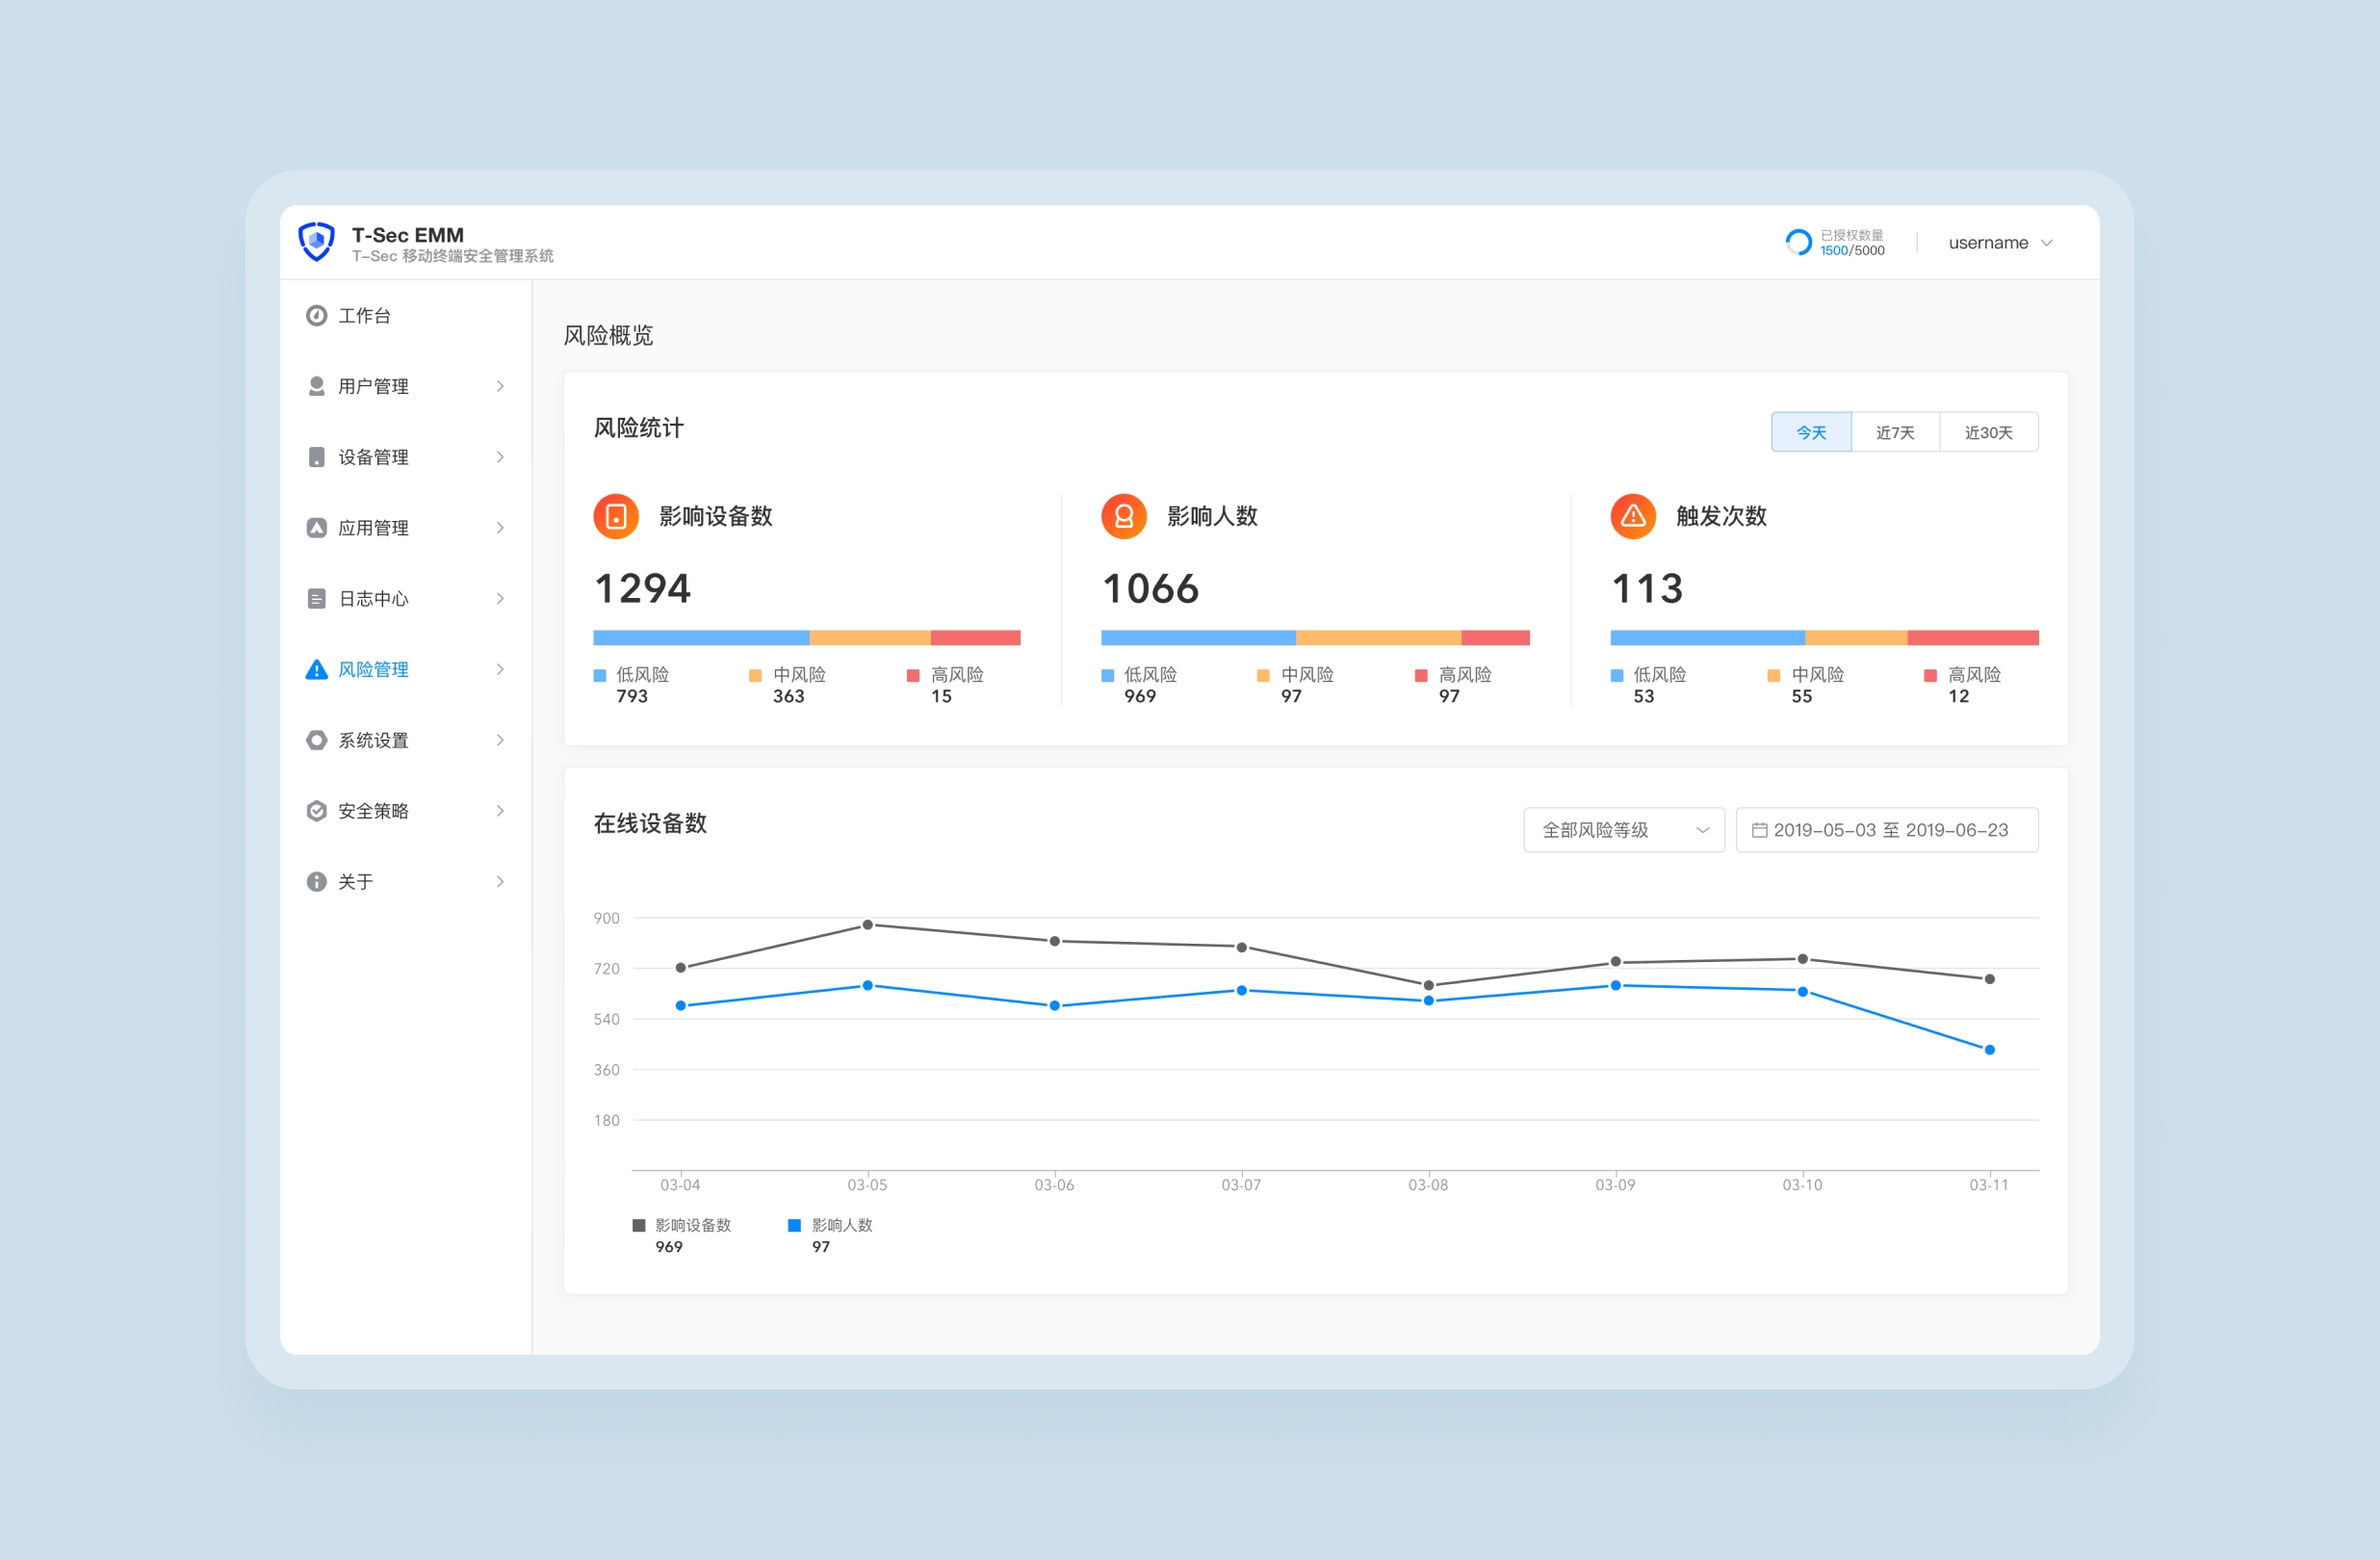 T-Sec EMM
T-Sec 移动终端安全管理系统
已授权数量
1500/5000
username
工作台
用户管理
设备管理
应用管理
日志中心
风险管理
系统设置
安全策略
关于
风险概览
风险统计
今天 近7天 近30天
影响设备数
1294
低风险 中风险 高风险
793 363 15
影响人数
1066
低风险 中风险 高风险
969 97 97
触发次数
113
低风险 中风险 高风险
53 55 12
在线设备数
全部风险等级
2019-05-03 至 2019-06-23
900
720
540
360
180
03-04 03-05 03-06 03-07 03-08 03-09 03-10 03-11
影响设备数 影响人数
969 97